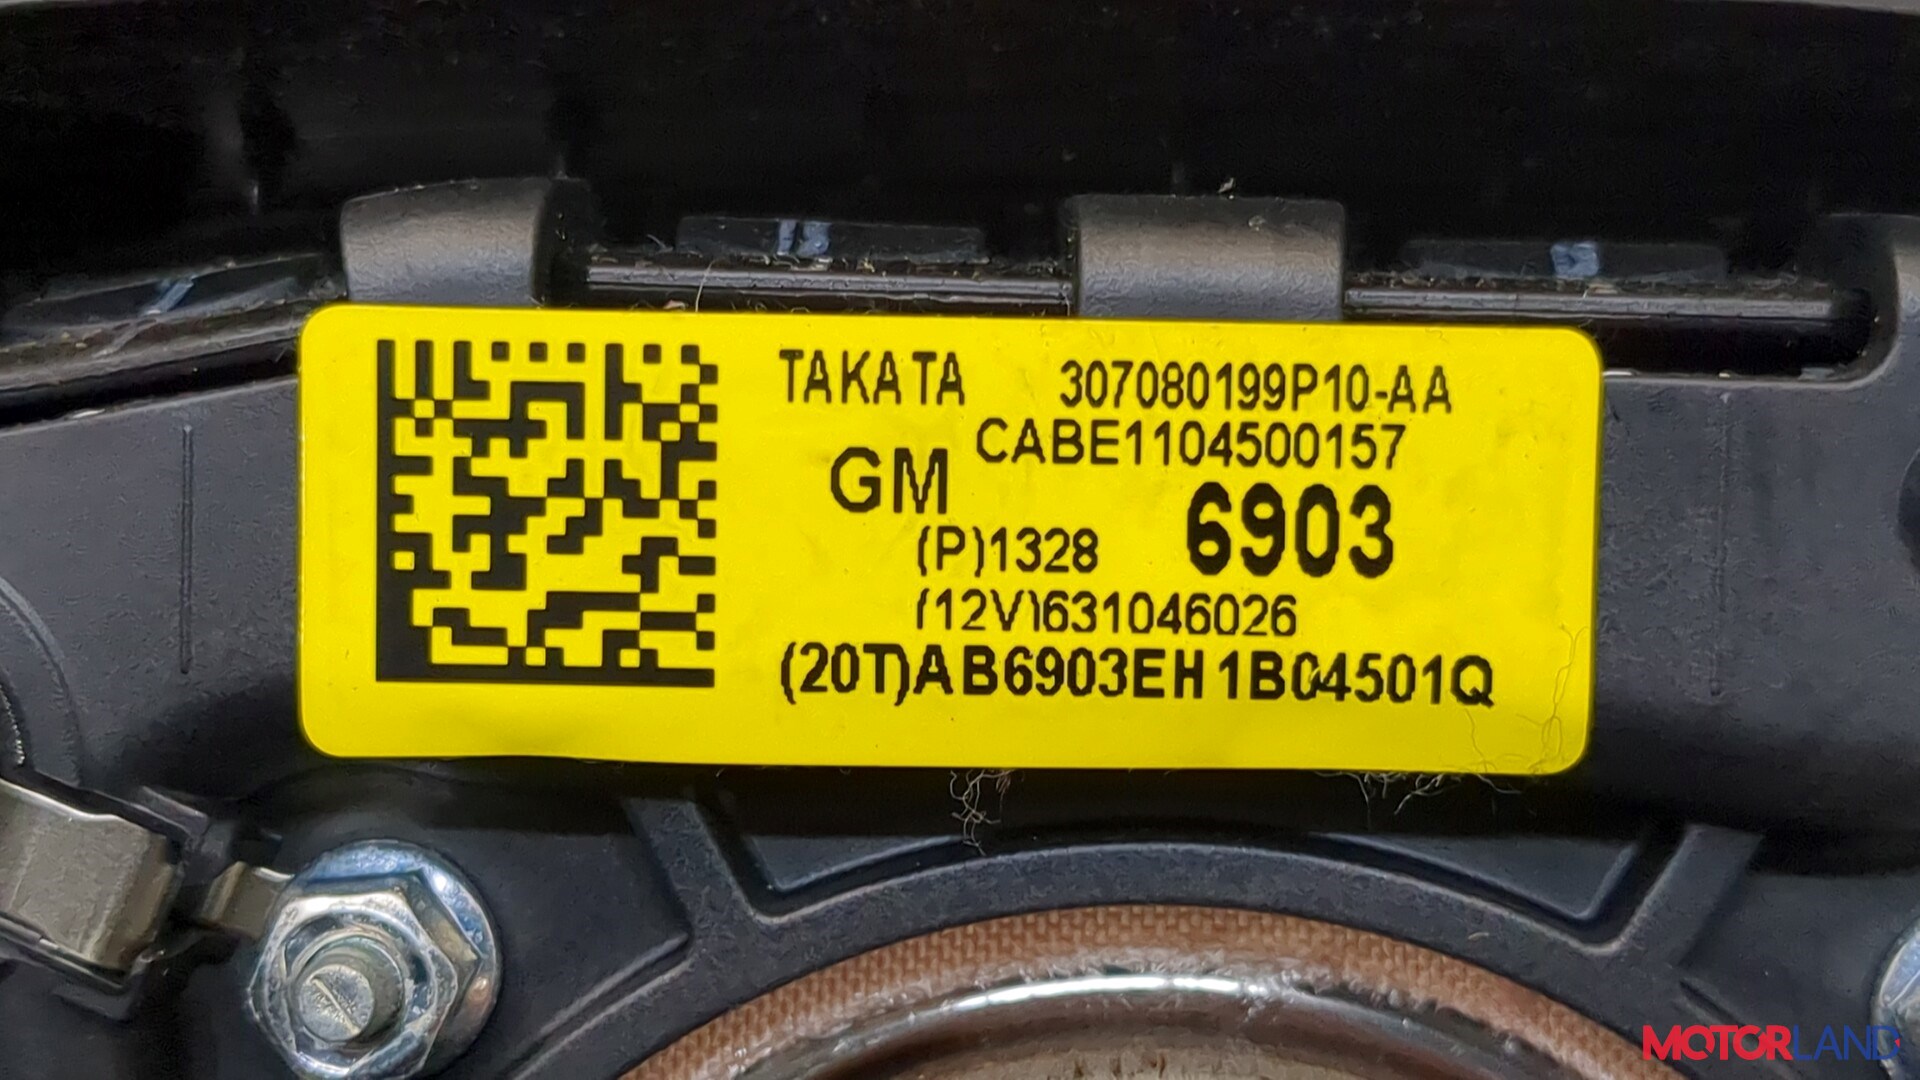 TAKATA 307080199P10-AA
CABE1104500157
GM
(P)1328 6903
(12V)631046026
(20T)AB6903EH1B04501Q
MOTORLAND